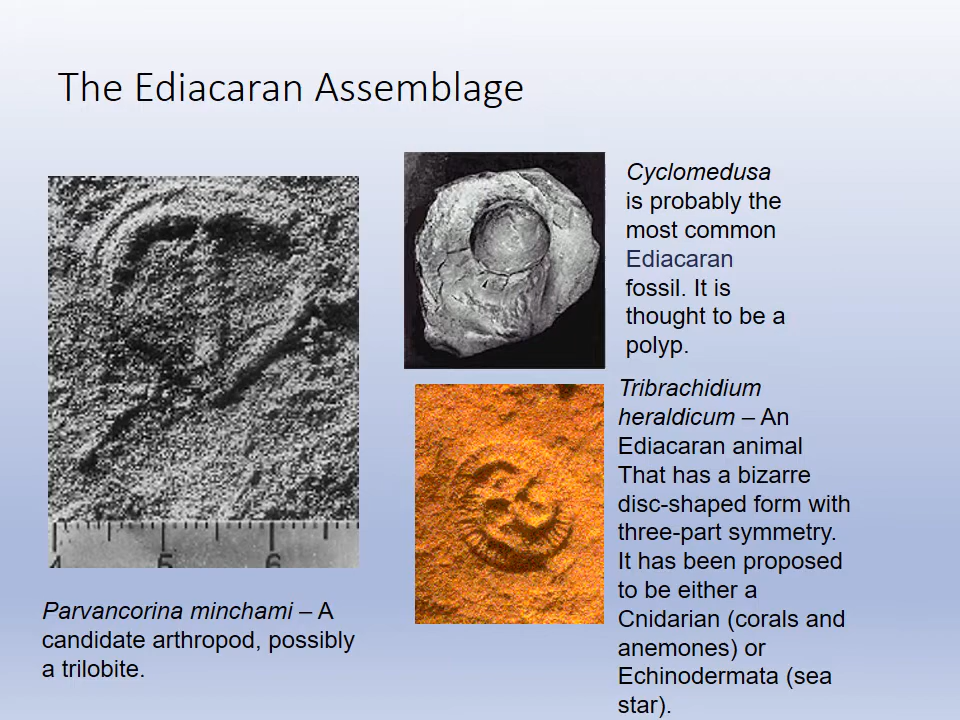 The Ediacaran Assemblage
Cyclomedusa
is probably the
most common
Ediacaran
fossil. It is
thought to be a
polyp.
Tribrachidium
heraldicum – An
Ediacaran animal
That has a bizarre
disc-shaped form with
three-part symmetry.
It has been proposed
to be either a
Cnidarian (corals and
anemones) or
Echinodermata (sea
star).
4 5 6
Parvancorina minchami – A
candidate arthropod, possibly
a trilobite.